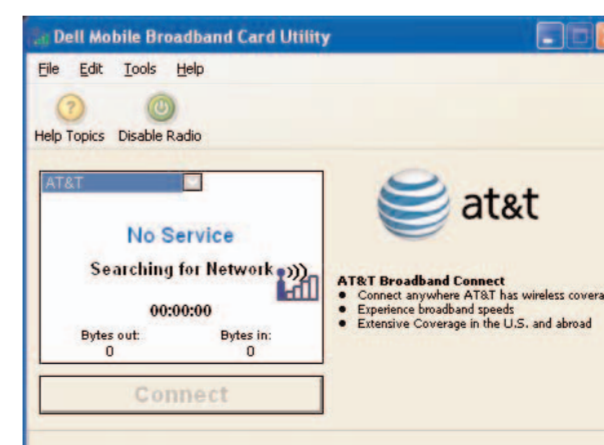 Dell Mobile Broadband Card Utility
File Edit Tools Help
Help Topics Disable Radio
AT&T
No Service
Searching for Network
00:00:00
Bytes out: Bytes in:
0 0
Connect
at&t
AT&T Broadband Connect
• Connect anywhere AT&T has wireless covera
• Experience broadband speeds
• Extensive Coverage in the U.S. and abroad